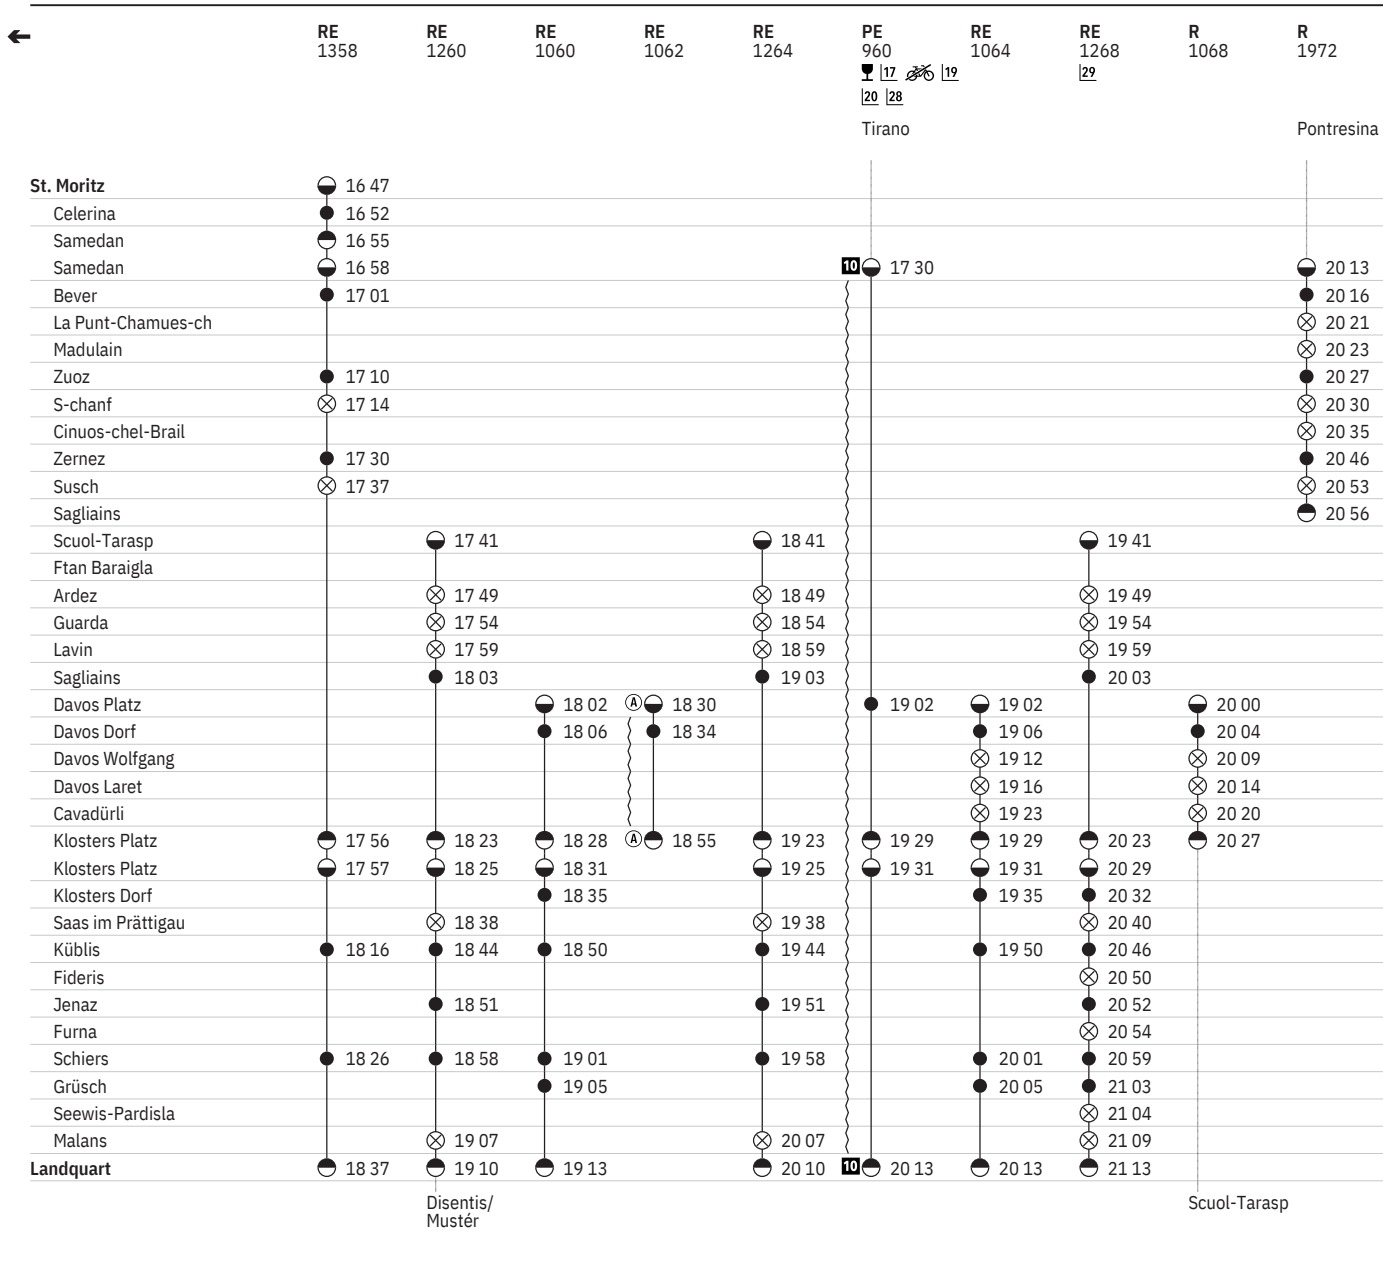 RE RE RE RE RE PE RE RE R R
1358 1260 1060 1062 1264 960 1064 1268 1068 1972
17 19 29
20 28
Tirano Pontresina
St. Moritz 16 47
Celerina 16 52
Samedan 16 55
Samedan 16 58 10 17 30 20 13
Bever 17 01 20 16
La Punt-Chamues-ch 20 21
Madulain 20 23
Zuoz 17 10 20 27
S-chanf 17 14 20 30
Cinuos-chel-Brail 20 35
Zernez 17 30 20 46
Susch 17 37 20 53
Sagliains 20 56
Scuol-Tarasp 17 41 18 41 19 41
Ftan Baraigla
Ardez 17 49 18 49 19 49
Guarda 17 54 18 54 19 54
Lavin 17 59 18 59 19 59
Sagliains 18 03 19 03 20 03
Davos Platz 18 02 A 18 30 19 02 19 02 20 00
Davos Dorf 18 06 18 34 19 06 20 04
Davos Wolfgang 19 12 20 09
Davos Laret 19 16 20 14
Cavadürli 19 23 20 20
Klosters Platz 17 56 18 23 18 28 A 18 55 19 23 19 29 19 29 20 23 20 27
Klosters Platz 17 57 18 25 18 31 19 25 19 31 19 31 20 29
Klosters Dorf 18 35 19 35 20 32
Saas im Prättigau 18 38 19 38 20 40
Küblis 18 16 18 44 18 50 19 44 19 50 20 46
Fideris 20 50
Jenaz 18 51 19 51 20 52
Furna 20 54
Schiers 18 26 18 58 19 01 19 58 20 01 20 59
Grüsch 19 05 20 05 21 03
Seewis-Pardisla 21 04
Malans 19 07 20 07 21 09
Landquart 18 37 19 10 19 13 20 10 10 20 13 20 13 21 13
Disentis/ Scuol-Tarasp
Mustér